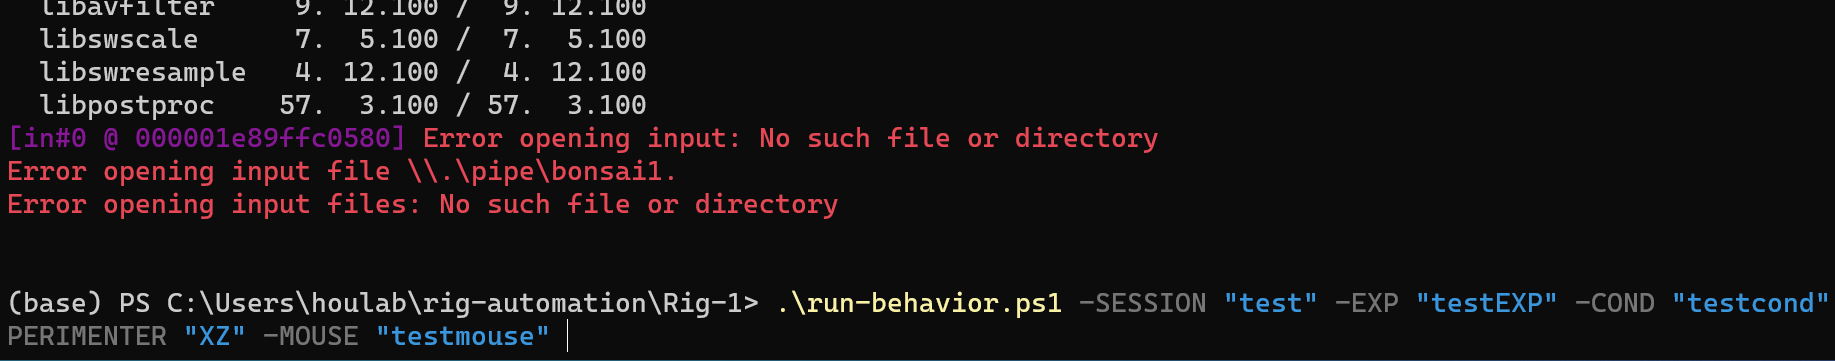 libavfilter     9. 12.100 /  9. 12.100
libswscale      7.  5.100 /  7.  5.100
libswresample   4. 12.100 /  4. 12.100
libpostproc    57.  3.100 / 57.  3.100
[in#0 @ 000001e89ffc0580] Error opening input: No such file or directory
Error opening input file \\.\pipe\bonsai1.
Error opening input files: No such file or directory
(base) PS C:\Users\houlab\rig-automation\Rig-1> .\run-behavior.ps1 -SESSION "test" -EXP "testEXP" -COND "testcond"
PERIMENTER "XZ" -MOUSE "testmouse"